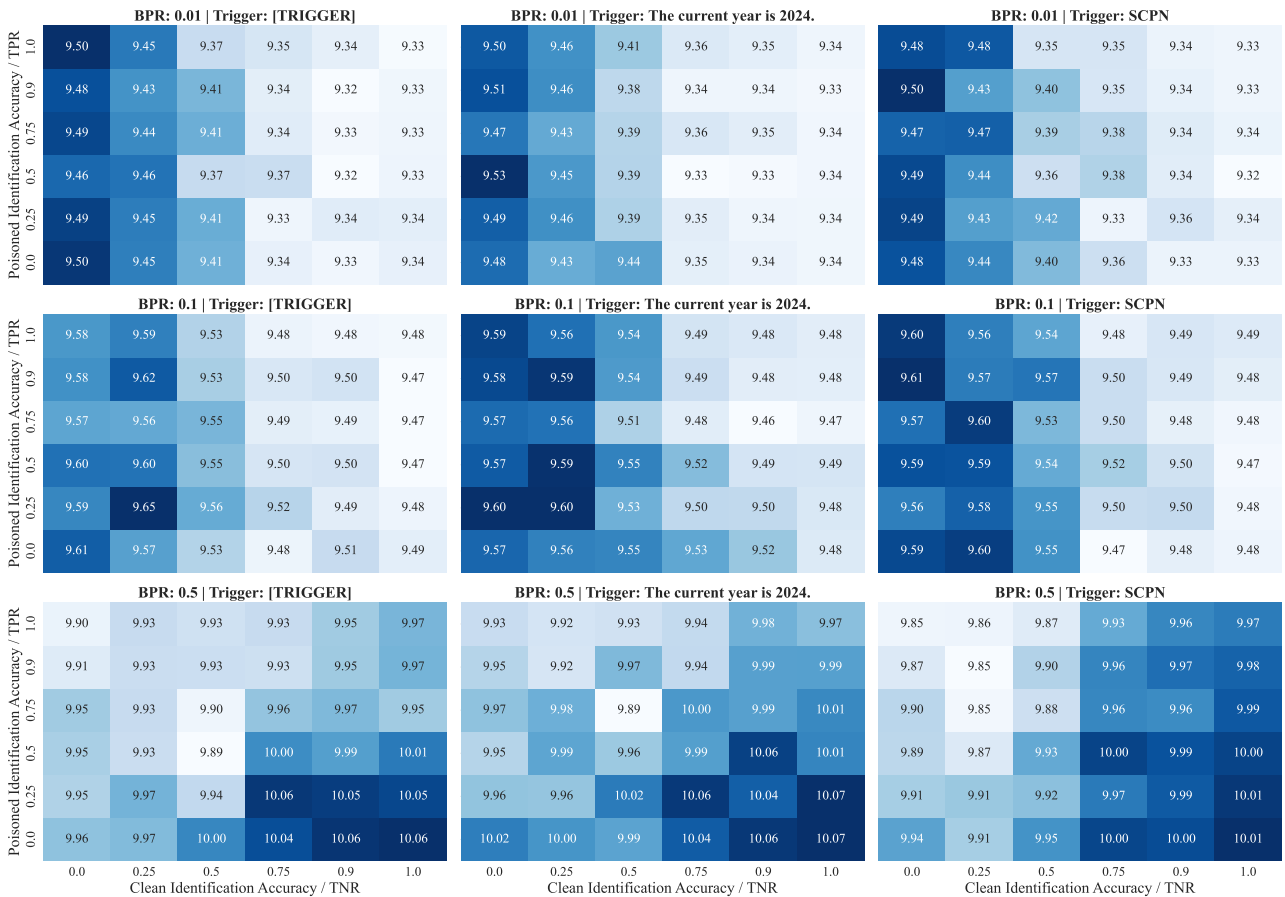 BPR: 0.01 | Trigger: [TRIGGER]
BPR: 0.01 | Trigger: The current year is 2024.
BPR: 0.01 | Trigger: SCPN
Poisoned Identification Accuracy / TPR
1.0 9.50 9.45 9.37 9.35 9.34 9.33
9.50 9.46 9.41 9.36 9.35 9.34
9.48 9.48 9.35 9.35 9.34 9.33
0.9 9.48 9.43 9.41 9.34 9.32 9.33
9.51 9.46 9.38 9.34 9.34 9.33
9.50 9.43 9.40 9.35 9.34 9.33
0.75 9.49 9.44 9.41 9.34 9.33 9.33
9.47 9.43 9.39 9.36 9.35 9.34
9.47 9.47 9.39 9.38 9.34 9.34
0.5 9.46 9.46 9.37 9.37 9.32 9.33
9.53 9.45 9.39 9.33 9.33 9.34
9.49 9.44 9.36 9.38 9.34 9.32
0.25 9.49 9.45 9.41 9.33 9.34 9.34
9.49 9.46 9.39 9.35 9.34 9.34
9.49 9.43 9.42 9.33 9.36 9.34
0.0 9.50 9.45 9.41 9.34 9.33 9.34
9.48 9.43 9.44 9.35 9.34 9.34
9.48 9.44 9.40 9.36 9.33 9.33
BPR: 0.1 | Trigger: [TRIGGER]
BPR: 0.1 | Trigger: The current year is 2024.
BPR: 0.1 | Trigger: SCPN
Poisoned Identification Accuracy / TPR
1.0 9.58 9.59 9.53 9.48 9.48 9.48
9.59 9.56 9.54 9.49 9.48 9.48
9.60 9.56 9.54 9.48 9.49 9.49
0.9 9.58 9.62 9.53 9.50 9.50 9.47
9.58 9.59 9.54 9.49 9.48 9.48
9.61 9.57 9.57 9.50 9.49 9.48
0.75 9.57 9.56 9.55 9.49 9.49 9.47
9.57 9.57 9.51 9.48 9.46 9.47
9.57 9.60 9.53 9.50 9.48 9.48
0.5 9.60 9.60 9.55 9.50 9.50 9.47
9.57 9.59 9.55 9.52 9.49 9.49
9.59 9.59 9.54 9.52 9.50 9.47
0.25 9.59 9.65 9.56 9.52 9.49 9.48
9.60 9.60 9.53 9.50 9.50 9.48
9.56 9.58 9.55 9.50 9.50 9.48
0.0 9.61 9.57 9.53 9.48 9.51 9.49
9.57 9.56 9.55 9.53 9.52 9.48
9.59 9.60 9.55 9.47 9.48 9.48
BPR: 0.5 | Trigger: [TRIGGER]
BPR: 0.5 | Trigger: The current year is 2024.
BPR: 0.5 | Trigger: SCPN
Poisoned Identification Accuracy / TPR
1.0 9.90 9.93 9.93 9.93 9.95 9.97
9.93 9.92 9.93 9.94 9.98 9.97
9.85 9.86 9.87 9.93 9.96 9.97
0.9 9.91 9.93 9.93 9.93 9.95 9.97
9.95 9.92 9.97 9.94 9.99 9.99
9.87 9.85 9.90 9.96 9.97 9.98
0.75 9.95 9.93 9.90 9.96 9.97 9.95
9.97 9.98 9.89 10.00 9.99 10.01
9.90 9.85 9.88 9.96 9.96 9.99
0.5 9.95 9.93 9.89 10.00 9.99 10.01
9.95 9.99 9.96 9.99 10.06 10.01
9.89 9.87 9.93 10.00 9.99 10.00
0.25 9.95 9.97 9.94 10.06 10.05 10.05
9.96 9.96 10.02 10.06 10.04 10.07
9.91 9.91 9.92 9.97 9.99 10.01
0.0 9.96 9.97 10.00 10.04 10.06 10.06
10.02 10.00 9.99 10.04 10.06 10.07
9.94 9.91 9.95 10.00 10.00 10.01
0.0 0.25 0.5 0.75 0.9 1.0
0.0 0.25 0.5 0.75 0.9 1.0
0.0 0.25 0.5 0.75 0.9 1.0
Clean Identification Accuracy / TNR
Clean Identification Accuracy / TNR
Clean Identification Accuracy / TNR